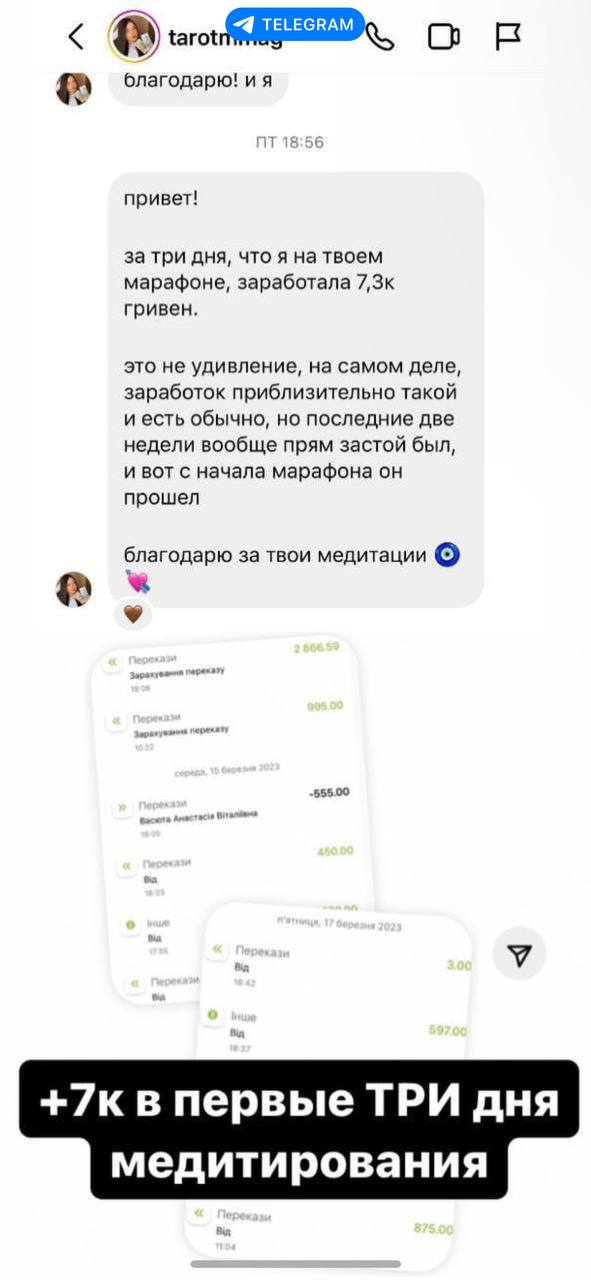 TELEGRAM
благодарю! и я
ПТ 18:56
привет!
за три дня, что я на твоем
марафоне, заработала 7,3к
гривен.
это не удивление, на самом деле,
заработок приблизительно такой
и есть обычно, но последние две
недели вообще прям застой был,
и вот с начала марафона он
прошел
благодарю за твои медитации 🧿
💘
Перекази 2 866.59
Зарахування переказу
18:08
Перекази 995.00
Зарахування переказу
10:22
середа, 15 березня 2023
Перекази -555.00
Васюта Анастасія Віталіївна
18:05
Перекази 450.00
Від
18:03
Інше
Від
17:55
Перекази
Від
п'ятниця, 17 березня 2023
Перекази 3.00
Від
18:42
Інше 597.00
Від
18:37
+7к в первые ТРИ дня
медитирования
Перекази 875.00
Від
11:04